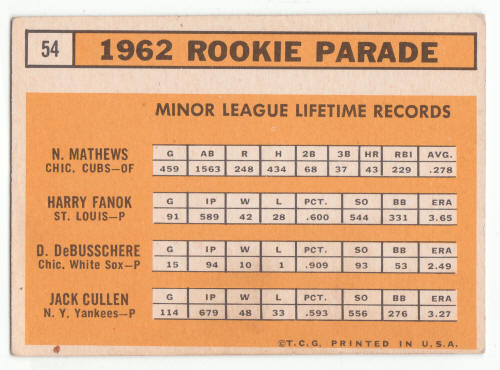 54 1962 ROOKIE PARADE
MINOR LEAGUE LIFETIME RECORDS
N. MATHEWS G AB R H 2B 3B HR RBI AVG.
CHIC. CUBS—OF 459 1563 248 434 68 37 43 229 .278
HARRY FANOK G IP W L PCT. SO BB ERA
ST. LOUIS—P 91 589 42 28 .600 544 331 3.65
D. DeBUSSCHERE G IP W L PCT. SO BB ERA
Chic. White Sox—P 15 94 10 1 .909 93 53 2.49
JACK CULLEN G IP W L PCT. SO BB ERA
N. Y. Yankees—P 114 679 48 33 .593 556 276 3.27
©T.C.G. PRINTED IN U.S.A.